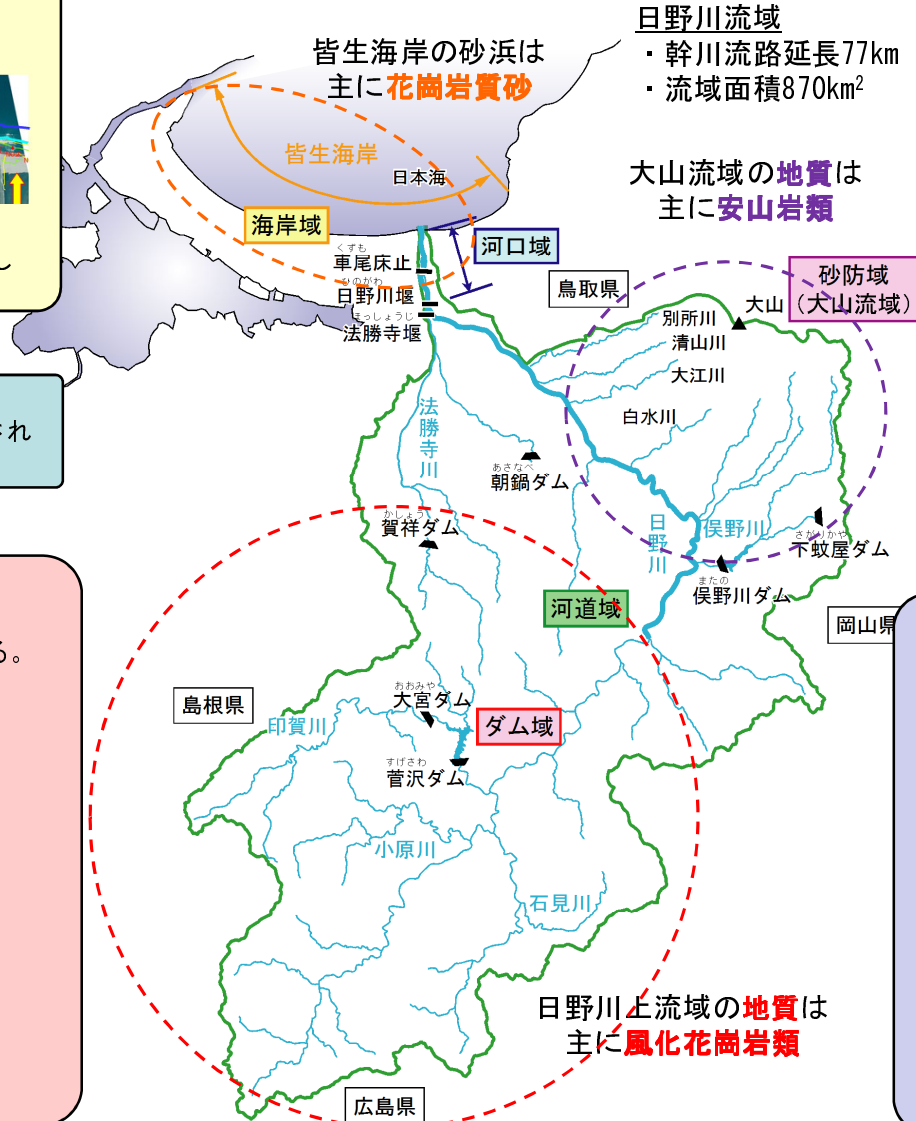 日野川流域
・幹川流路延長77km
・流域面積870km²
皆生海岸の砂浜は
主に花崗岩質砂
皆生海岸
日本海
大山流域の地質は
主に安山岩類
海岸域
河口域
くずも
車尾床止
ひのがわ
日野川堰
ほっしょうじ
法勝寺堰
鳥取県
砂防域
(大山流域)
大山
別所川
清山川
大江川
白水川
法勝寺川
あさなべ
朝鍋ダム
かしょう
賀祥ダム
日野川
俣野川
さがりかや
下蚊屋ダム
またの
俣野川ダム
河道域
岡山県
る。
島根県
おおみや
大宮ダム
ダム域
印賀川
すげさわ
菅沢ダム
小原川
石見川
日野川上流域の地質は
主に風化花崗岩類
広島県